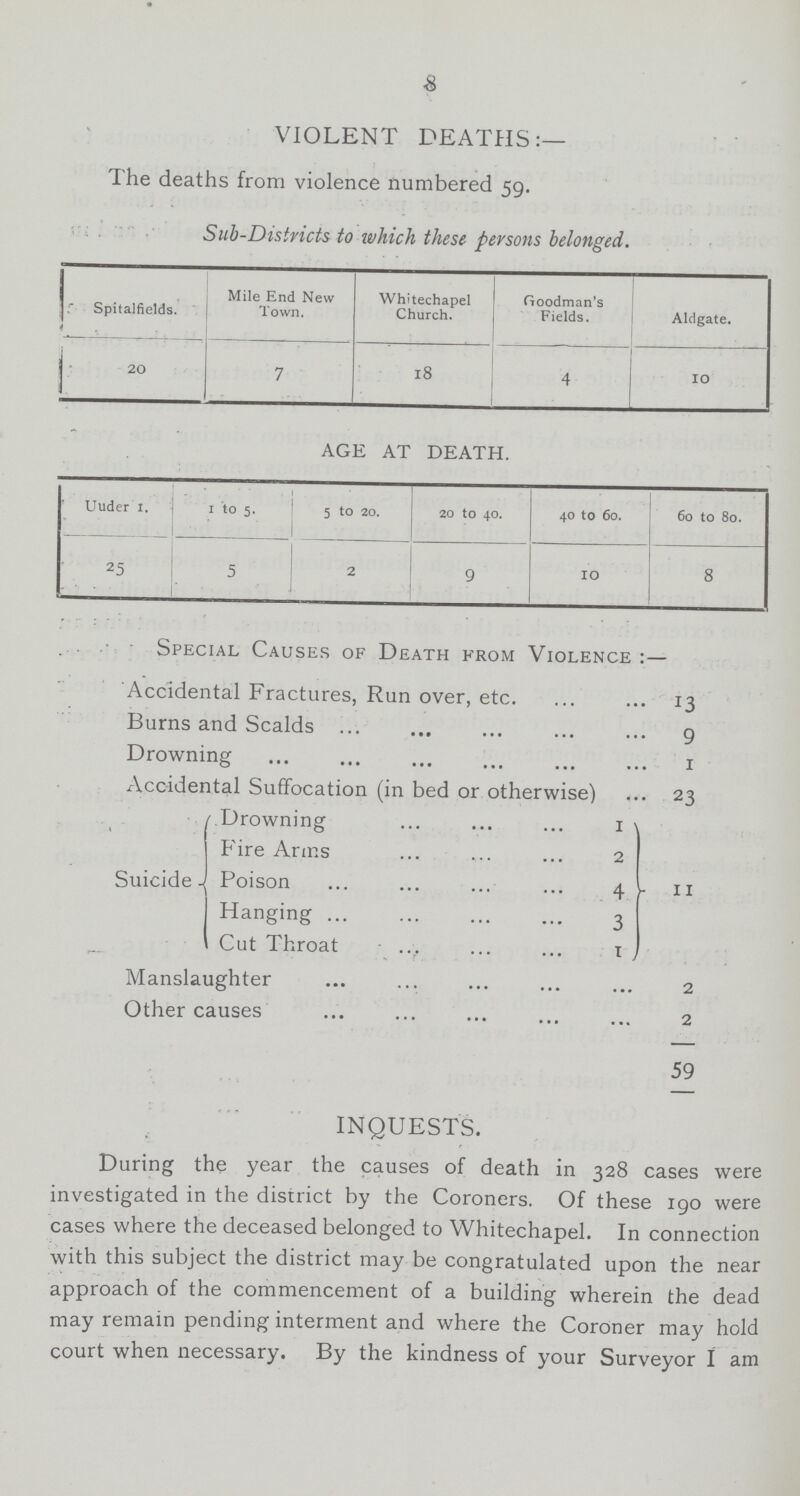 8
VIOLENT DEATHS:—
The deaths from violence numbered 59.
Sub-Districts to which these persons belonged.
Spitalfields. Mile End New Town. Whitechapel Church. Goodman's Fields. Aldgate.
20 7 18 4 10
AGE AT DEATH.
Uuder 1. 1 to 5. 5 to 20. 20 to 40. 40 to 60. 60 to 80.
25 5 2 9 10 8
Special Causes of Death from Violence :—
Accidental Fractures, Run over, etc. ... ... 13
Burns and Scalds ... ... ... ... ... 9
Drowning ... ... ... ... ... ... 1
Accidental Suffocation (in bed or otherwise) ... 23
Drowning ... ... ... 1
Fire Arms ... ... ... 2
Suicide Poison ... ... ... ... 4 11
Hanging ... ... ... ... 3
Cut Throat ... ... ... 1
Manslaughter ... ... ... ... ... 2
Other causes ... ... ... ... ... 2
59
INQUESTS.
During the year the causes of death in 328 cases were
investigated in the district by the Coroners. Of these 190 were
cases where the deceased belonged to Whitechapel. In connection
with this subject the district may be congratulated upon the near
approach of the commencement of a building wherein the dead
may remain pending interment and where the Coroner may hold
court when necessary. By the kindness of your Surveyor I am